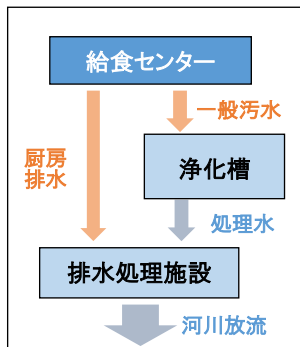 給食センター
一般汚水
厨房
排水
浄化槽
処理水
排水処理施設
河川放流